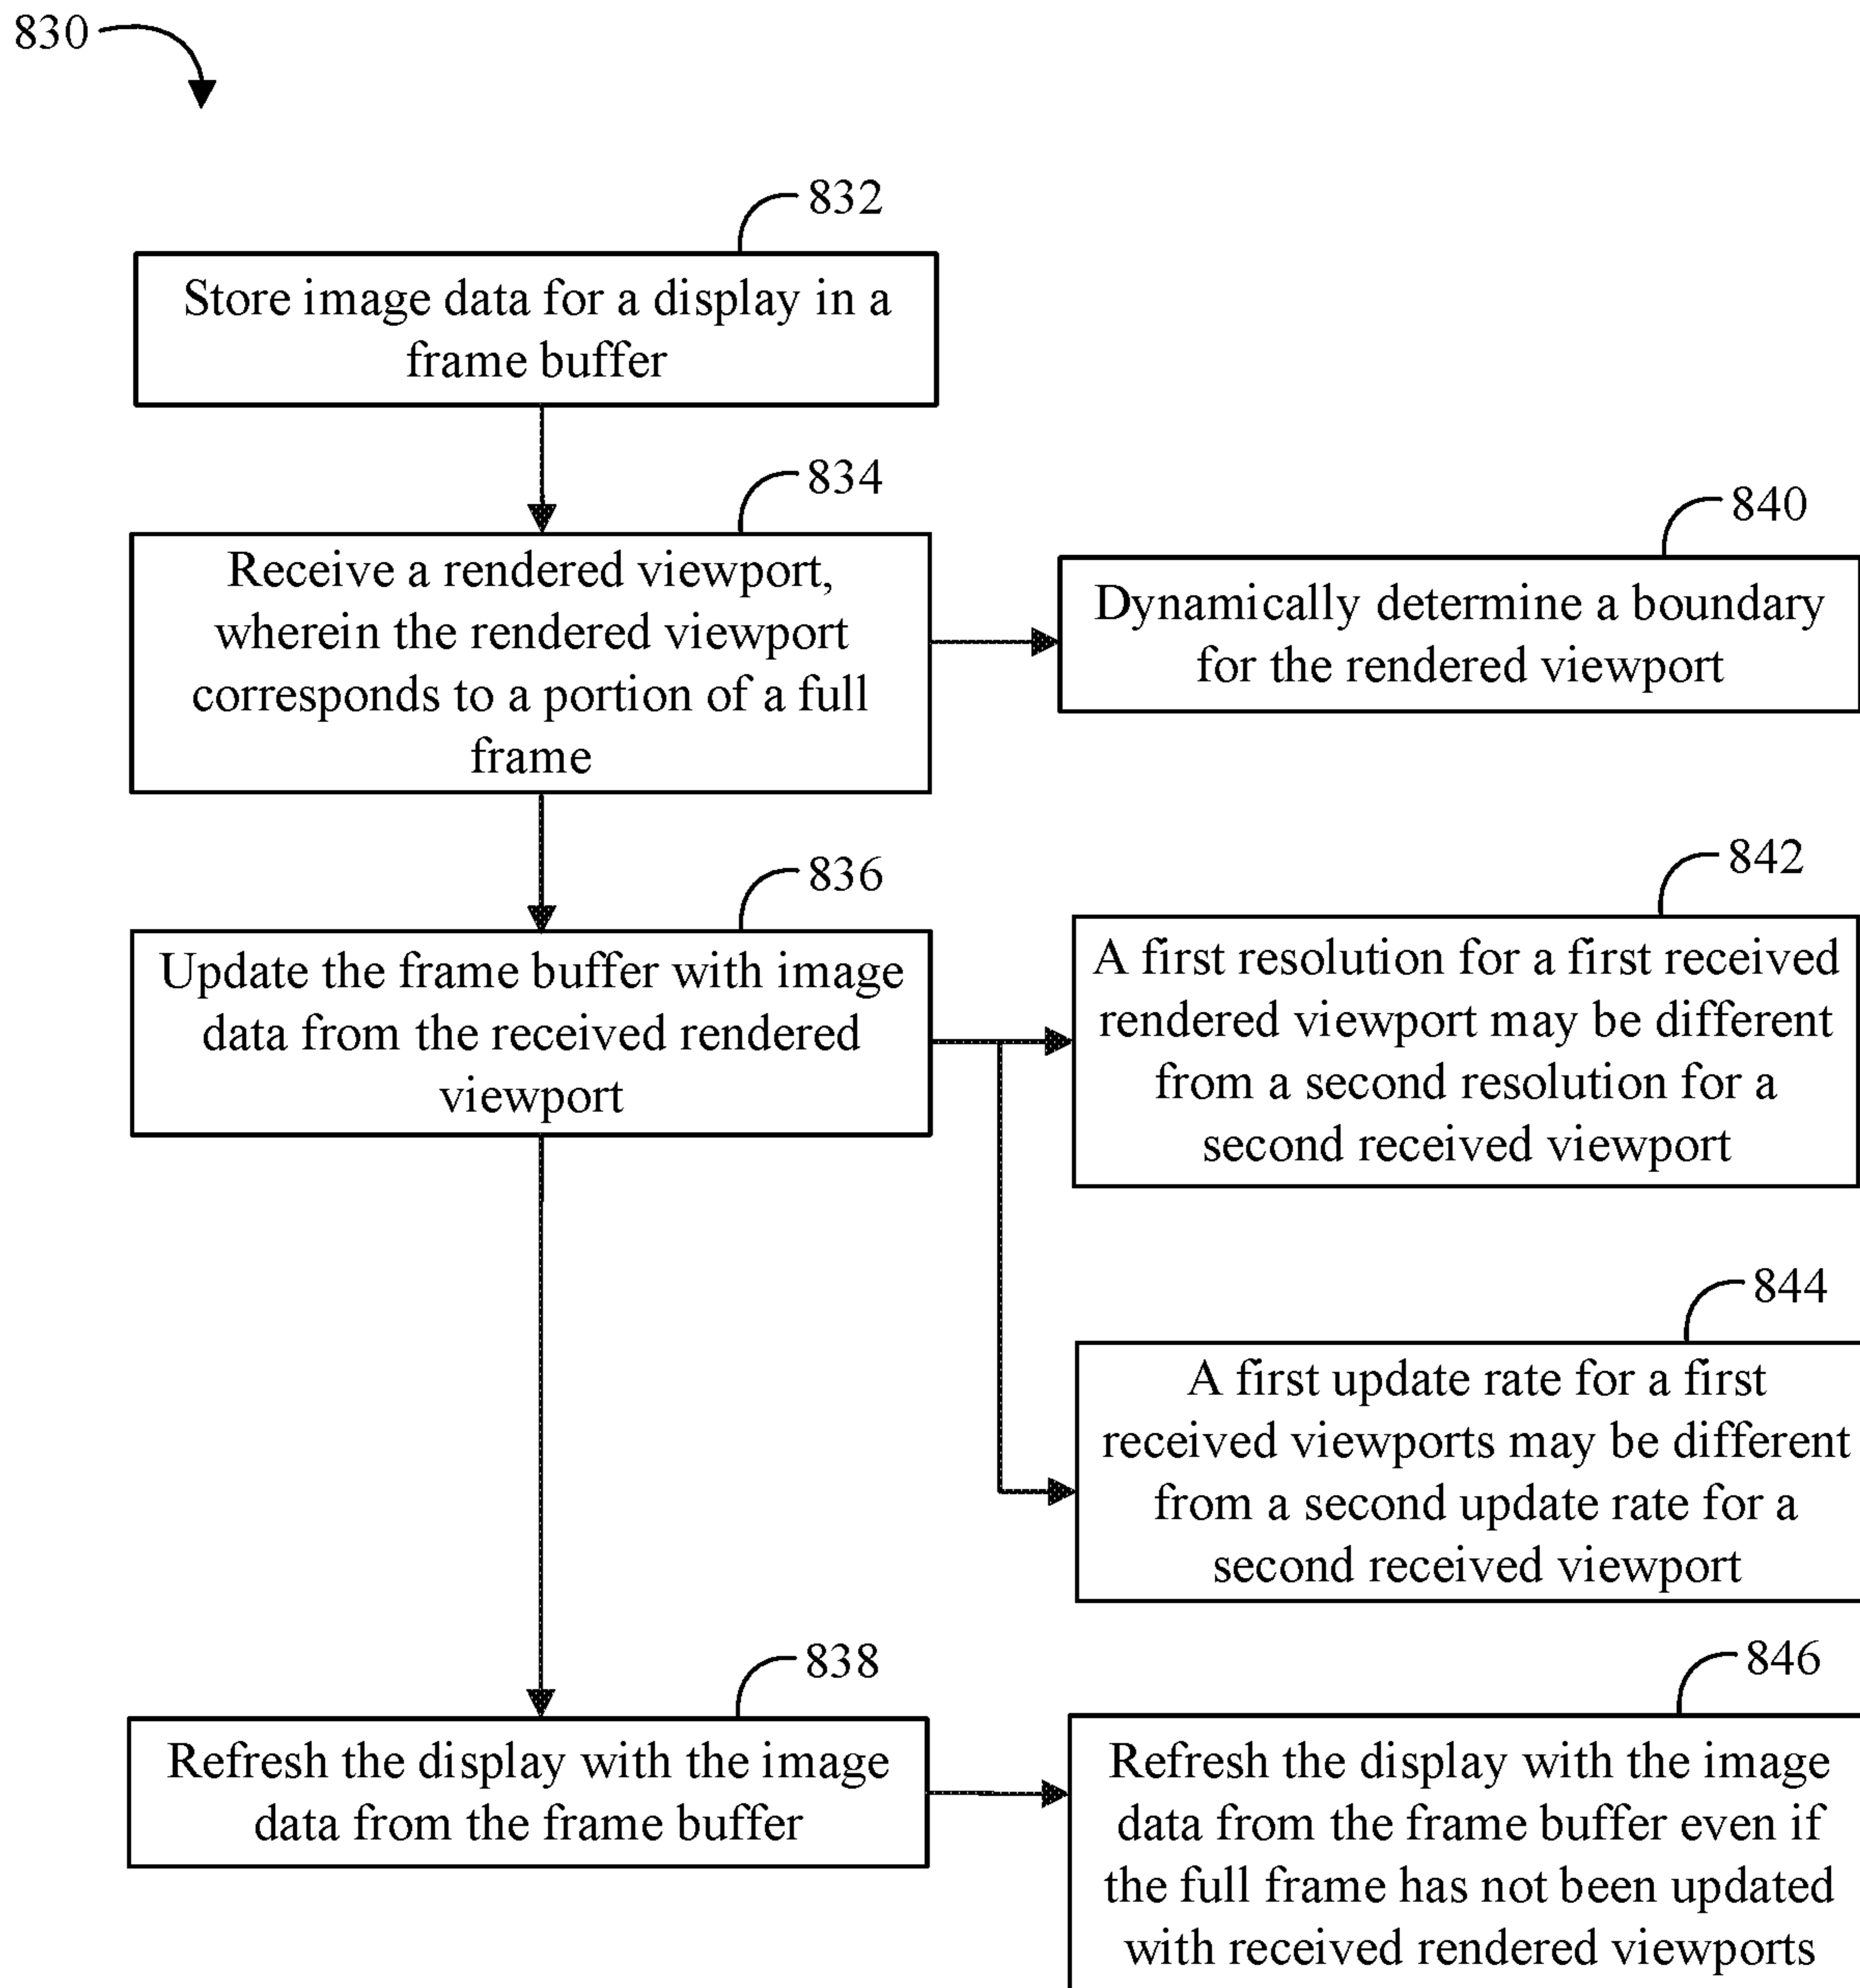 830
832
Store image data for a display in a
frame buffer
834
Receive a rendered viewport,
wherein the rendered viewport
corresponds to a portion of a full
frame
840
Dynamically determine a boundary
for the rendered viewport
836
Update the frame buffer with image
data from the received rendered
viewport
842
A first resolution for a first received
rendered viewport may be different
from a second resolution for a
second received viewport
844
A first update rate for a first
received viewports may be different
from a second update rate for a
second received viewport
838
Refresh the display with the image
data from the frame buffer
846
Refresh the display with the image
data from the frame buffer even if
the full frame has not been updated
with received rendered viewports